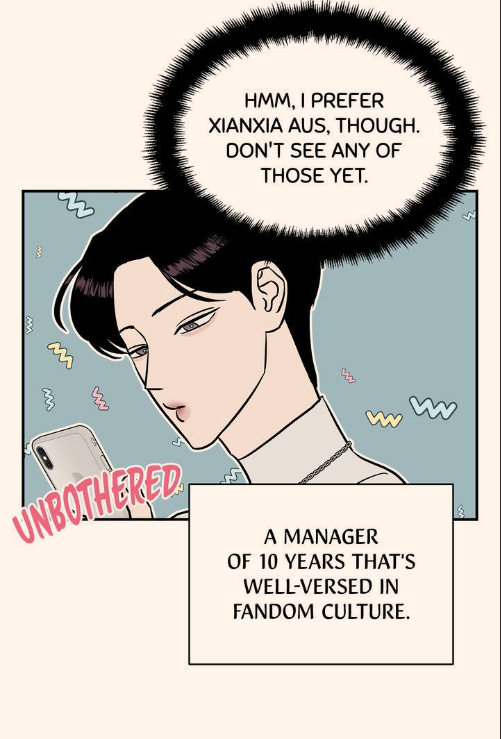 HMM, I PREFER
XIANXIA AUS, THOUGH.
DON'T SEE ANY OF
THOSE YET.
UNBOTHERED
A MANAGER
OF 10 YEARS THAT'S
WELL-VERSED IN
FANDOM CULTURE.